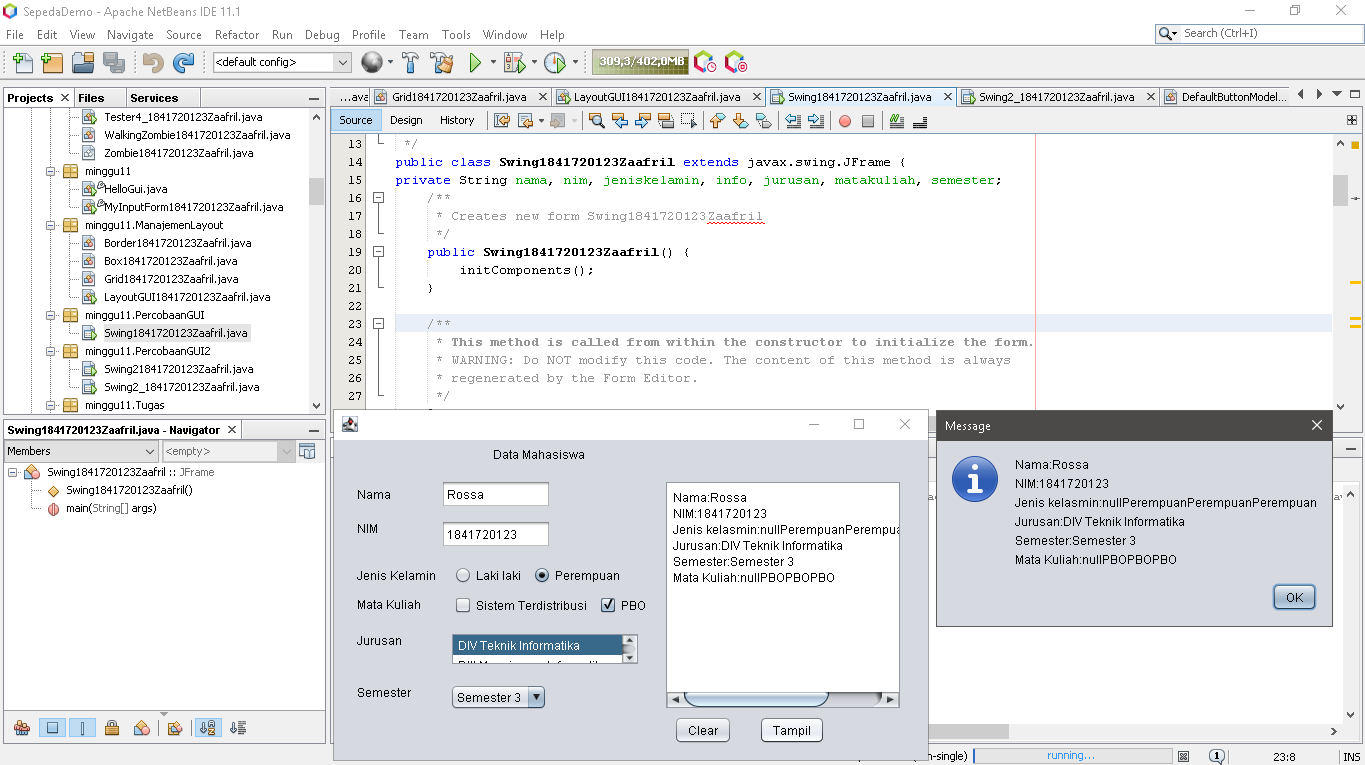 SepedaDemo - Apache NetBeans IDE 11.1
File Edit View Navigate Source Refactor Run Debug Profile Team Tools Window Help
Search (Ctrl+I)
<default config>
309,3/402,0MB
Projects Files Services
Tester4_1841720123Zaafril.java
WalkingZombie1841720123Zaafril.java
Zombie1841720123Zaafril.java
minggu11
HelloGui.java
MyInputForm1841720123Zaafril.java
minggu11.ManajemenLayout
Border1841720123Zaafril.java
Box1841720123Zaafril.java
Grid1841720123Zaafril.java
LayoutGUI1841720123Zaafril.java
minggu11.PercobaanGUI
Swing1841720123Zaafril.java
minggu11.PercobaanGUI2
Swing21841720123Zaafril.java
Swing2_1841720123Zaafril.java
minggu11.Tugas
...ava Grid1841720123Zaafril.java LayoutGUI1841720123Zaafril.java Swing1841720123Zaafril.java Swing2_1841720123Zaafril.java DefaultButtonModel...
Source Design History
13 */
14 public class Swing1841720123Zaafril extends javax.swing.JFrame {
15 private String nama, nim, jeniskelamin, info, jurusan, matakuliah, semester;
16 /**
17 * Creates new form Swing1841720123Zaafril
18 */
19 public Swing1841720123Zaafril() {
20 initComponents();
21 }
22
23 /**
24 * This method is called from within the constructor to initialize the form.
25 * WARNING: Do NOT modify this code. The content of this method is always
26 * regenerated by the Form Editor.
27 */
Swing1841720123Zaafril.java - Navigator
Members <empty>
Swing1841720123Zaafril :: JFrame
Swing1841720123Zaafril()
main(String[] args)
Data Mahasiswa
Nama Rossa
NIM 1841720123
Jenis Kelamin Laki laki Perempuan
Mata Kuliah Sistem Terdistribusi PBO
Jurusan DIV Teknik Informatika
Semester Semester 3
Nama:Rossa
NIM:1841720123
Jenis kelasmin:nullPerempuanPerempua
Jurusan:DIV Teknik Informatika
Semester:Semester 3
Mata Kuliah:nullPBOPBOPBO
Clear Tampil
Message
Nama:Rossa
NIM:1841720123
Jenis kelasmin:nullPerempuanPerempuanPerempuan
Jurusan:DIV Teknik Informatika
Semester:Semester 3
Mata Kuliah:nullPBOPBOPBO
OK
n-single) running... 1 23:8 INS